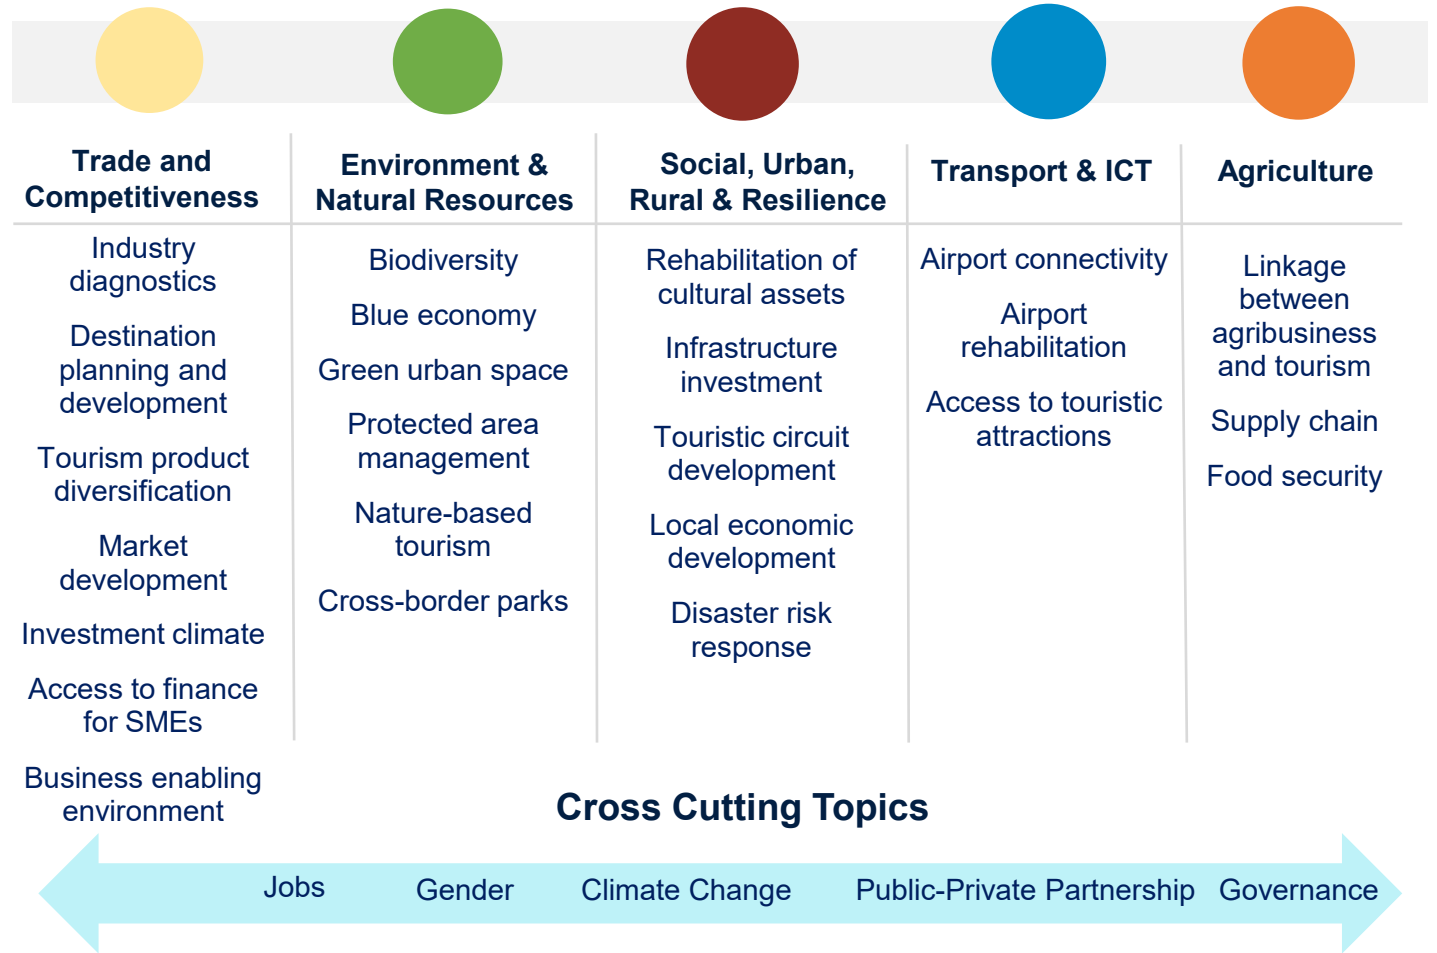 Trade and
Competitiveness
Industry
diagnostics
Destination
planning and
development
Tourism product
diversification
Market
development
Investment climate
Access to finance
for SMEs
Business enabling
environment
Environment &
Natural Resources
Biodiversity
Blue economy
Green urban space
Protected area
management
Nature-based
tourism
Cross-border parks
Social, Urban,
Rural & Resilience
Rehabilitation of
cultural assets
Infrastructure
investment
Touristic circuit
development
Local economic
development
Disaster risk
response
Transport & ICT
Airport connectivity
Airport
rehabilitation
Access to touristic
attractions
Agriculture
Linkage
between
agribusiness
and tourism
Supply chain
Food security
Cross Cutting Topics
Jobs Gender Climate Change Public-Private Partnership Governance